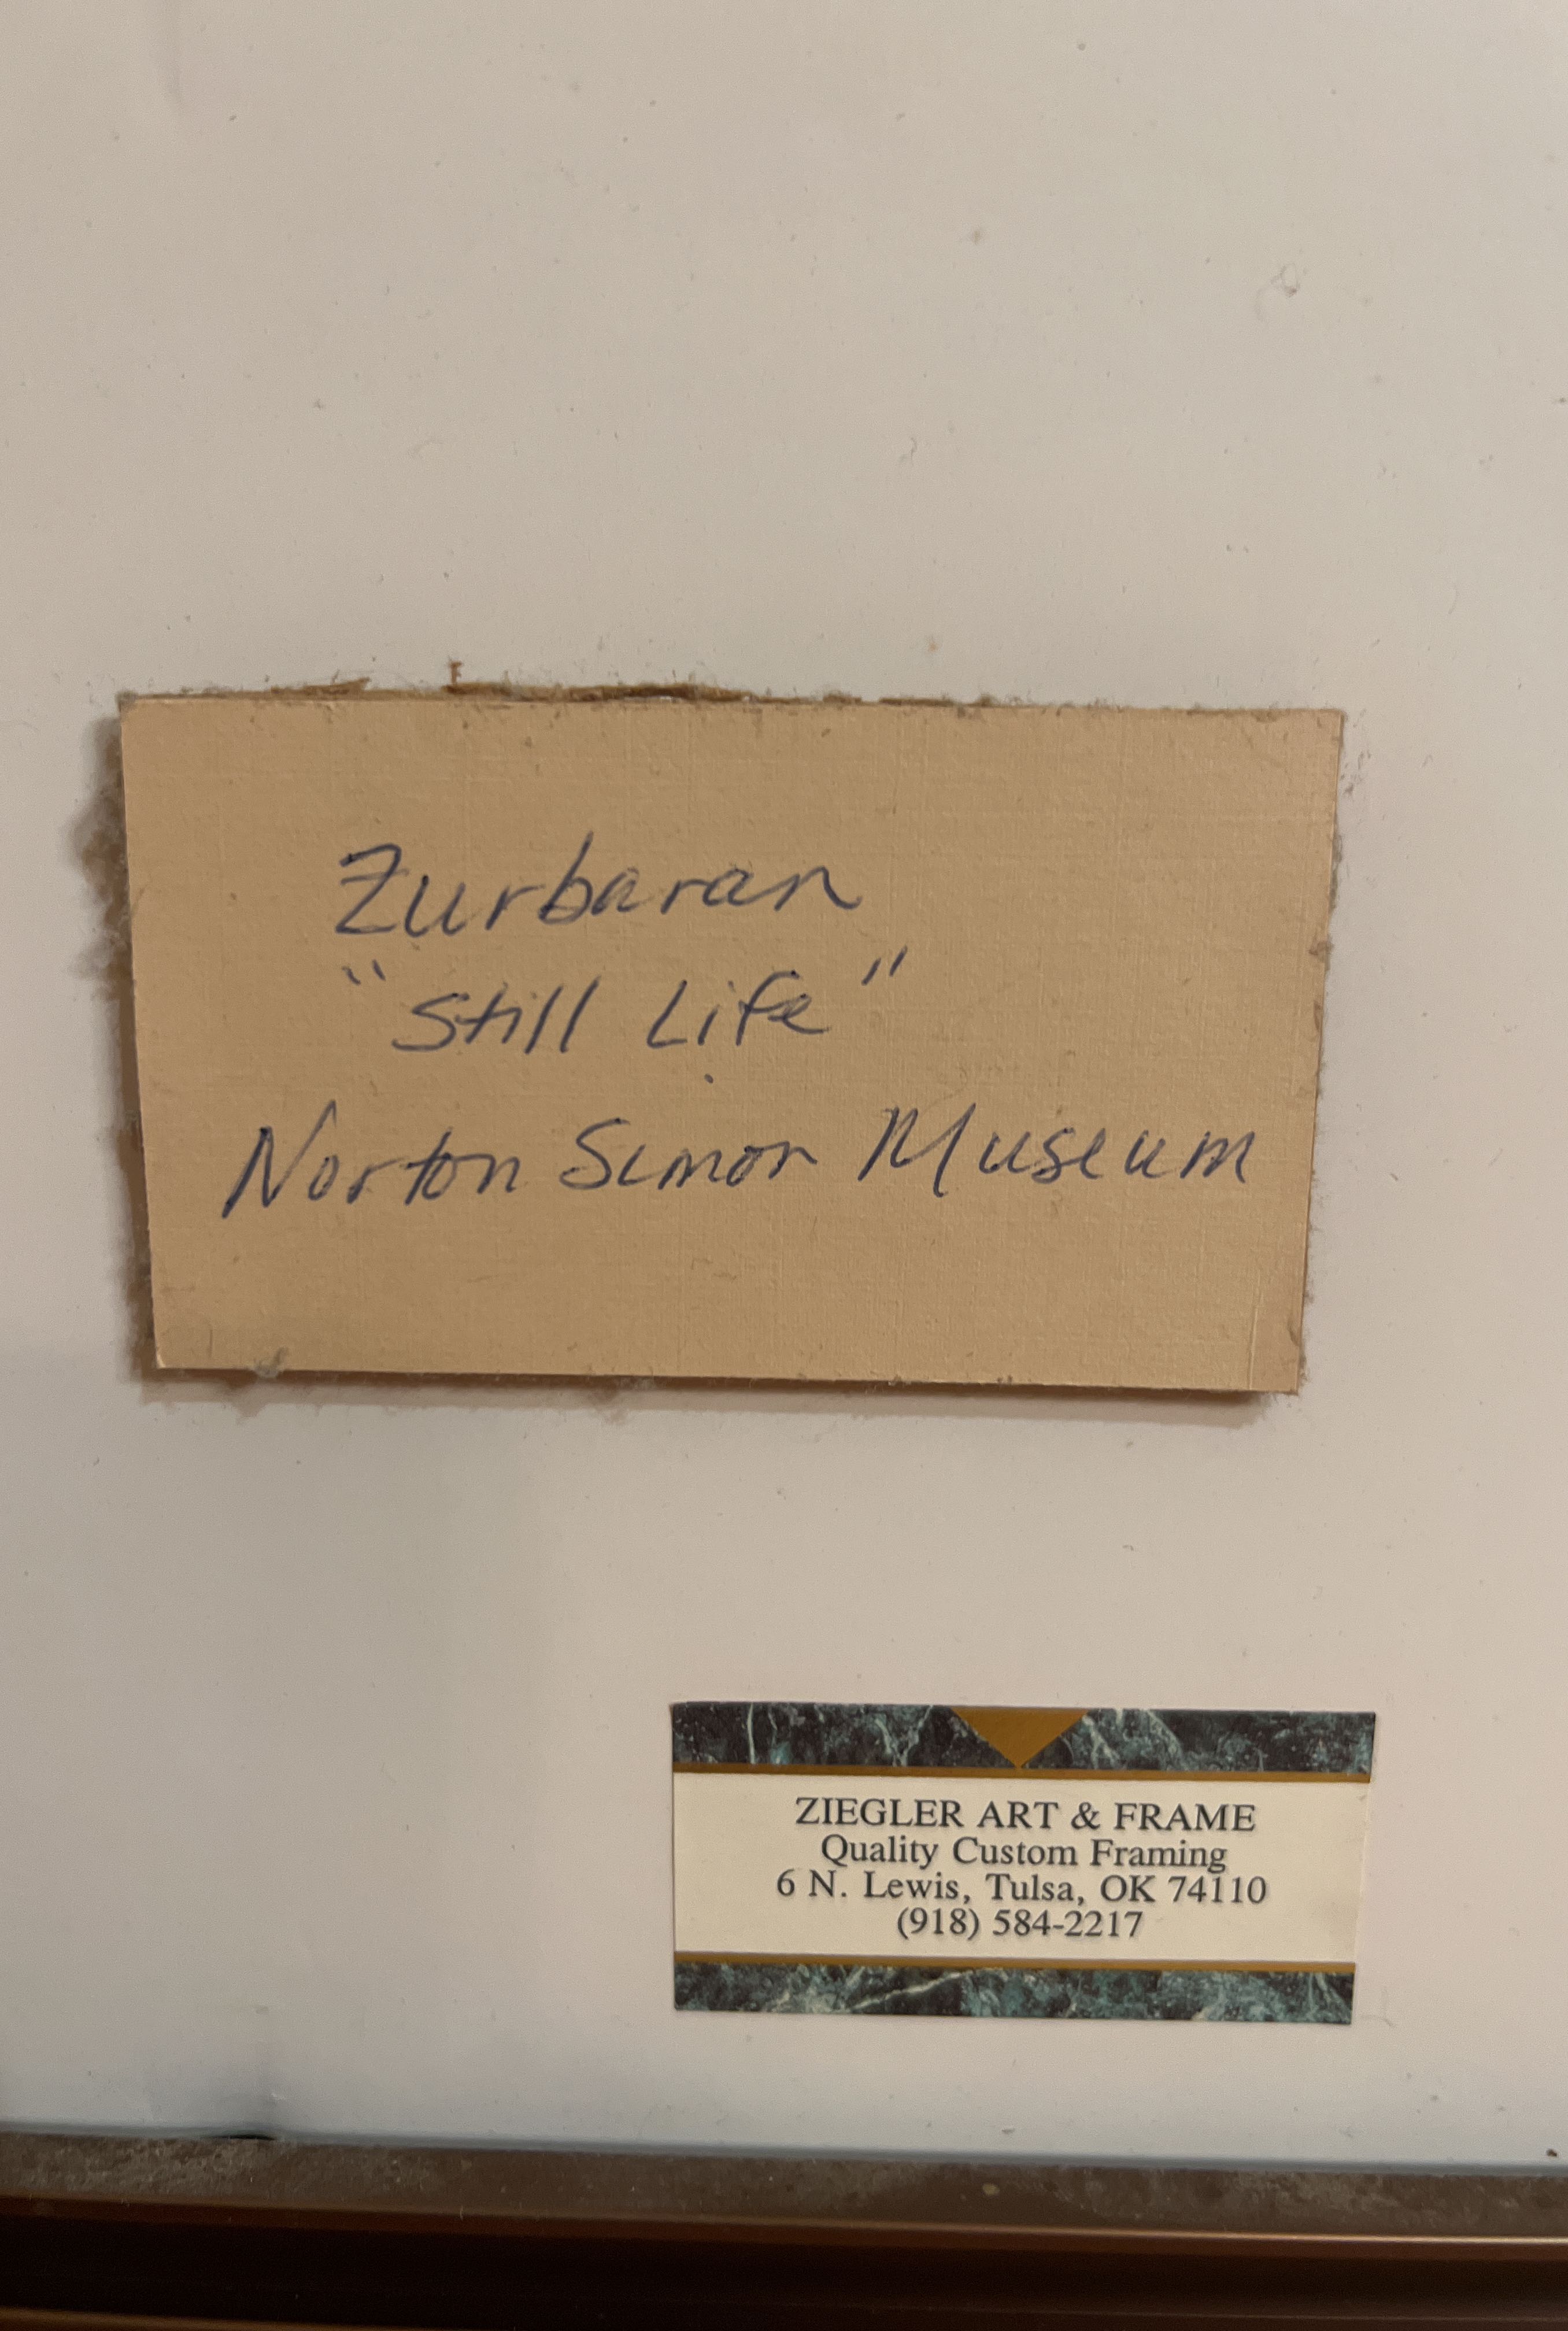 Zurbaran
"Still Life"
Norton Simon Museum
ZIEGLER ART & FRAME
Quality Custom Framing
6 N. Lewis, Tulsa, OK 74110
(918) 584-2217